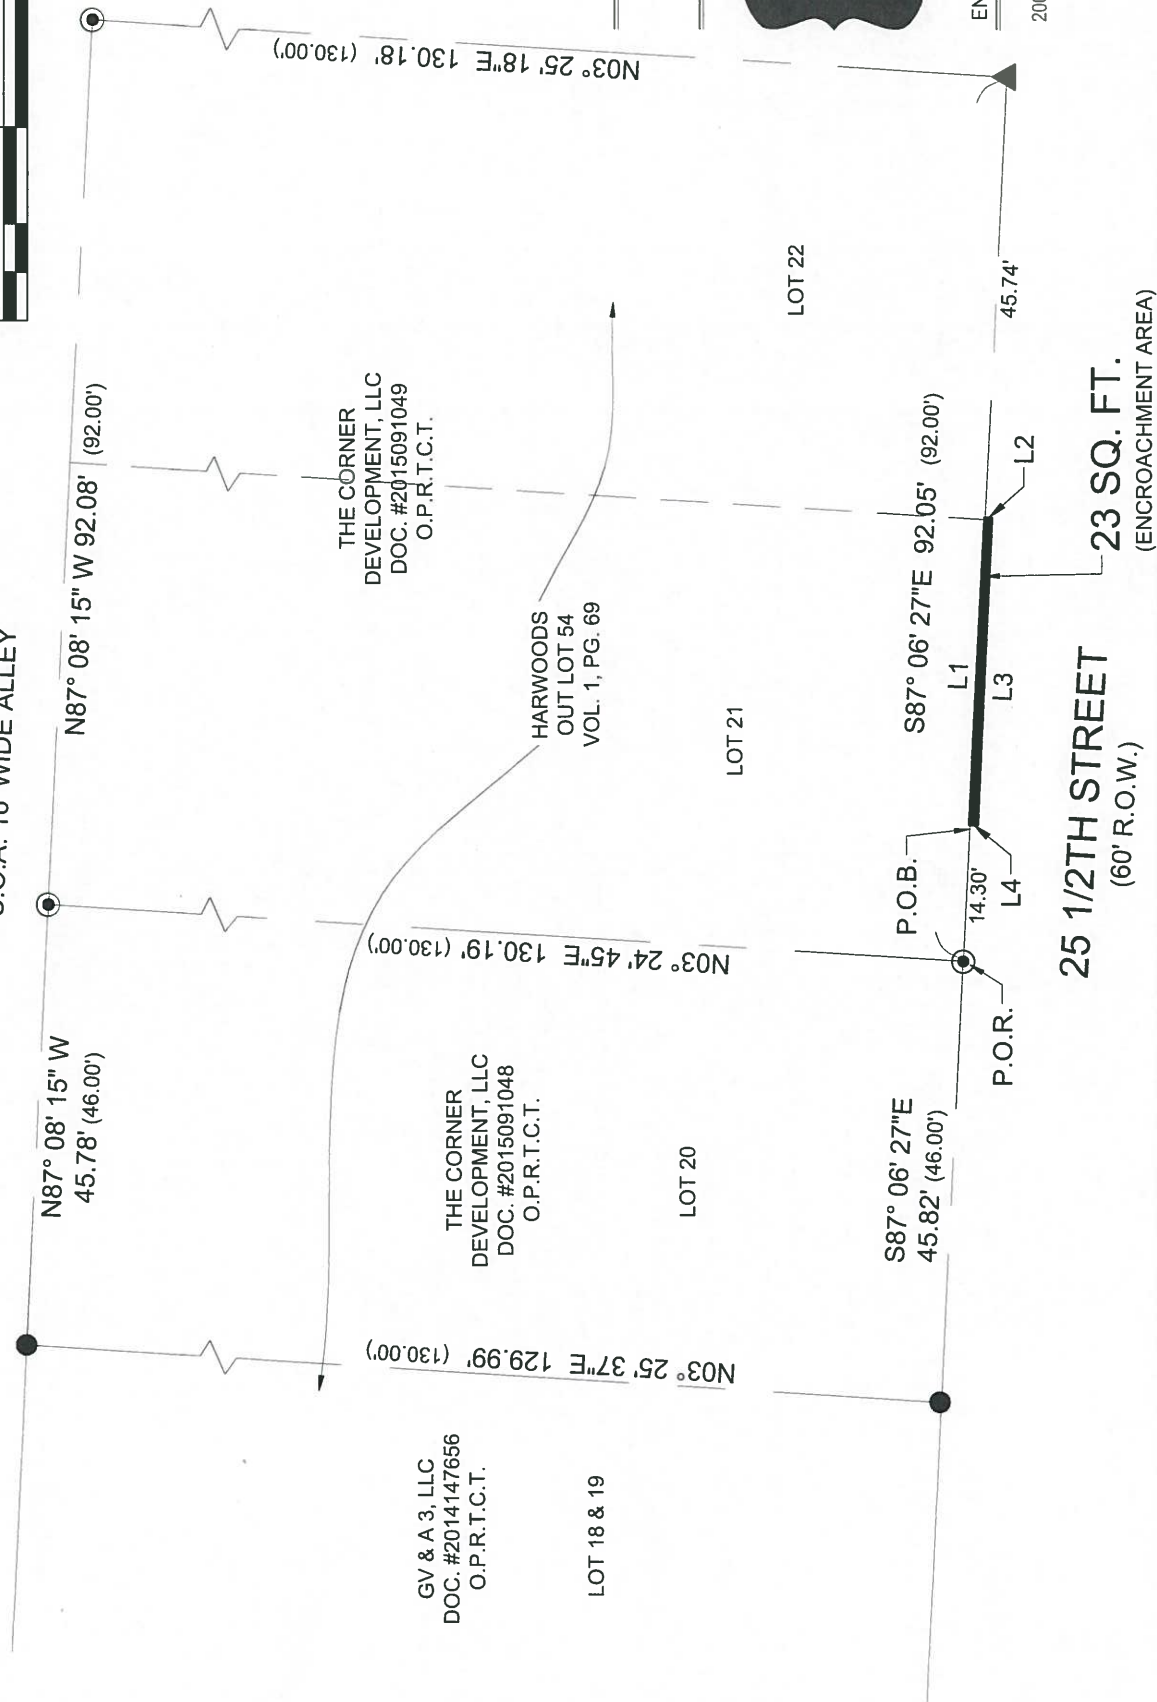 C.O.A. 10' WIDE ALLEY
N87° 08' 15" W
45.78' (46.00')
N87° 08' 15" W 92.08' (92.00')
GV & A 3, LLC
DOC. #2014147656
O.P.R.T.C.T.
LOT 18 & 19
N03° 25' 37"E 129.99' (130.00')
THE CORNER
DEVELOPMENT, LLC
DOC. #2015091048
O.P.R.T.C.T.
LOT 20
N03° 24' 45"E 130.19' (130.00')
HARWOODS
OUT LOT 54
VOL. 1, PG. 69
LOT 21
THE CORNER
DEVELOPMENT, LLC
DOC. #2015091049
O.P.R.T.C.T.
LOT 22
N03° 25' 18"E 130.18' (130.00')
S87° 06' 27"E
45.82' (46.00')
P.O.R.
P.O.B.
14.30'
L4
S87° 06' 27"E 92.05' (92.00')
L1
L3
L2
45.74'
23 SQ. FT.
(ENCROACHMENT AREA)
25 1/2TH STREET
(60' R.O.W.)
EN
200